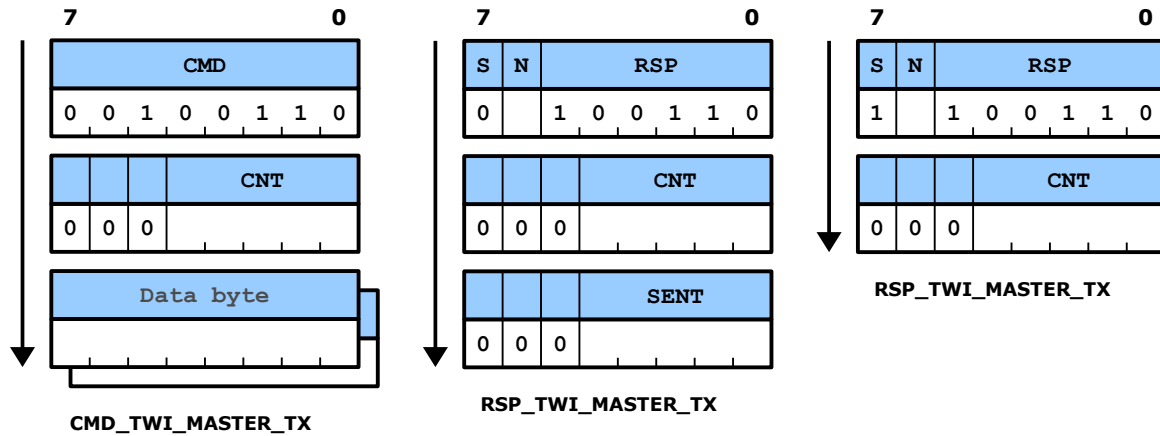 7 0
CMD
0 0 1 0 0 1 1 0
CNT
0 0 0
Data byte
CMD_TWI_MASTER_TX
7 0
S N RSP
0 1 0 0 1 1 0
CNT
0 0 0
SENT
0 0 0
RSP_TWI_MASTER_TX
7 0
S N RSP
1 1 0 0 1 1 0
CNT
0 0 0
RSP_TWI_MASTER_TX